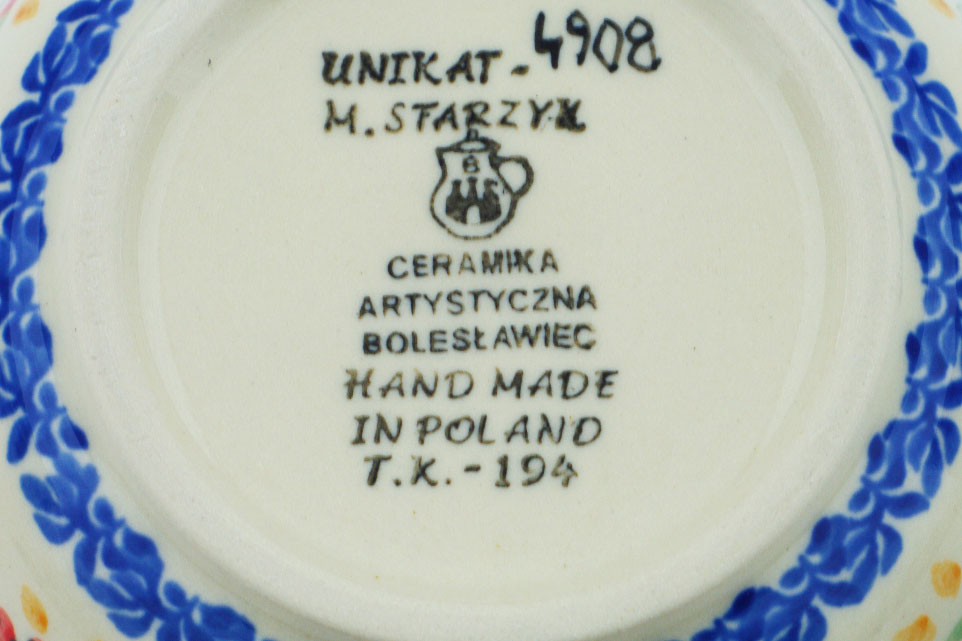 UNIKAT - 4908
M. STARZYK
B
CERAMIKA
ARTYSTYCZNA
BOLESŁAWIEC
HAND MADE
IN POLAND
T.K. - 194